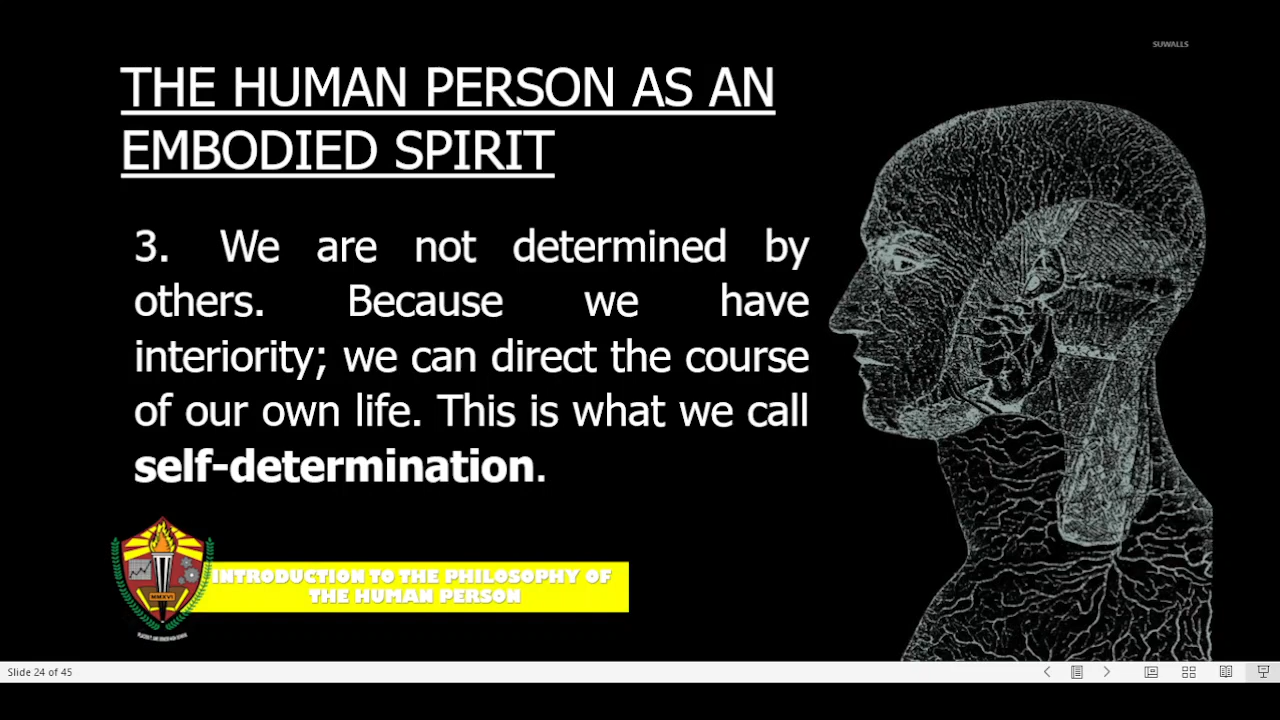 SUWALLS
THE HUMAN PERSON AS AN
EMBODIED SPIRIT
3. We are not determined by
others. Because we have
interiority; we can direct the course
of our own life. This is what we call
self-determination.
MMXVI
INTRODUCTION TO THE PHILOSOPHY OF
THE HUMAN PERSON
Slide 24 of 45